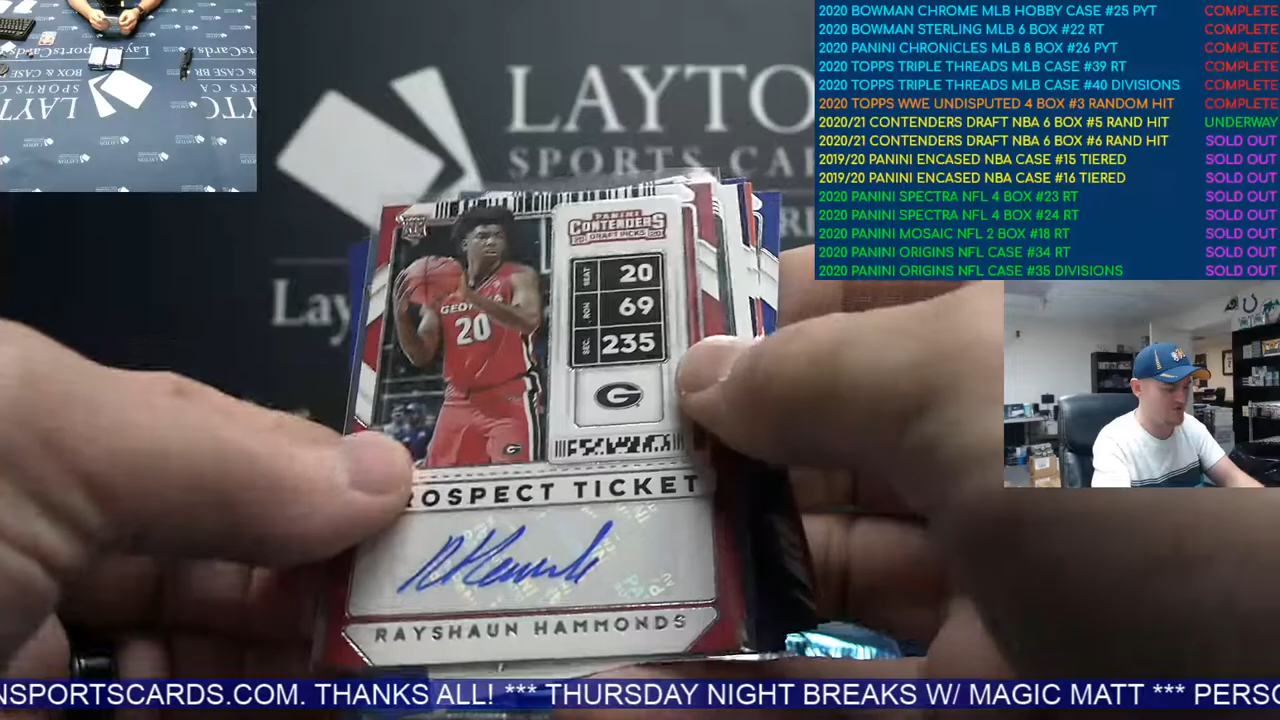 2020 BOWMAN CHROME MLB HOBBY CASE #25 PYT COMPLETE
2020 BOWMAN STERLING MLB 6 BOX #22 RT COMPLETE
2020 PANINI CHRONICLES MLB 8 BOX #26 PYT COMPLETE
2020 TOPPS TRIPLE THREADS MLB CASE #39 RT COMPLETE
2020 TOPPS TRIPLE THREADS MLB CASE #40 DIVISIONS COMPLETE
2020 TOPPS WWE UNDISPUTED 4 BOX #3 RANDOM HIT COMPLETE
2020/21 CONTENDERS DRAFT NBA 6 BOX #5 RAND HIT UNDERWAY
2020/21 CONTENDERS DRAFT NBA 6 BOX #6 RAND HIT SOLD OUT
2019/20 PANINI ENCASED NBA CASE #15 TIERED SOLD OUT
2019/20 PANINI ENCASED NBA CASE #16 TIERED SOLD OUT
2020 PANINI SPECTRA NFL 4 BOX #23 RT SOLD OUT
2020 PANINI SPECTRA NFL 4 BOX #24 RT SOLD OUT
2020 PANINI MOSAIC NFL 2 BOX #18 RT SOLD OUT
2020 PANINI ORIGINS NFL CASE #34 RT SOLD OUT
2020 PANINI ORIGINS NFL CASE #35 DIVISIONS SOLD OUT
LAYTO
SPORTS CA
Lay
PANINI
CONTENDERS
20 DRAFT PICKS 20
SEAT 20
ROW 69
SEC. 235
G
GEO
20
ROSPECT TICKET
RAYSHAUN HAMMONDS
NSPORTSCARDS.COM. THANKS ALL! *** THURSDAY NIGHT BREAKS W/ MAGIC MATT *** PERSO